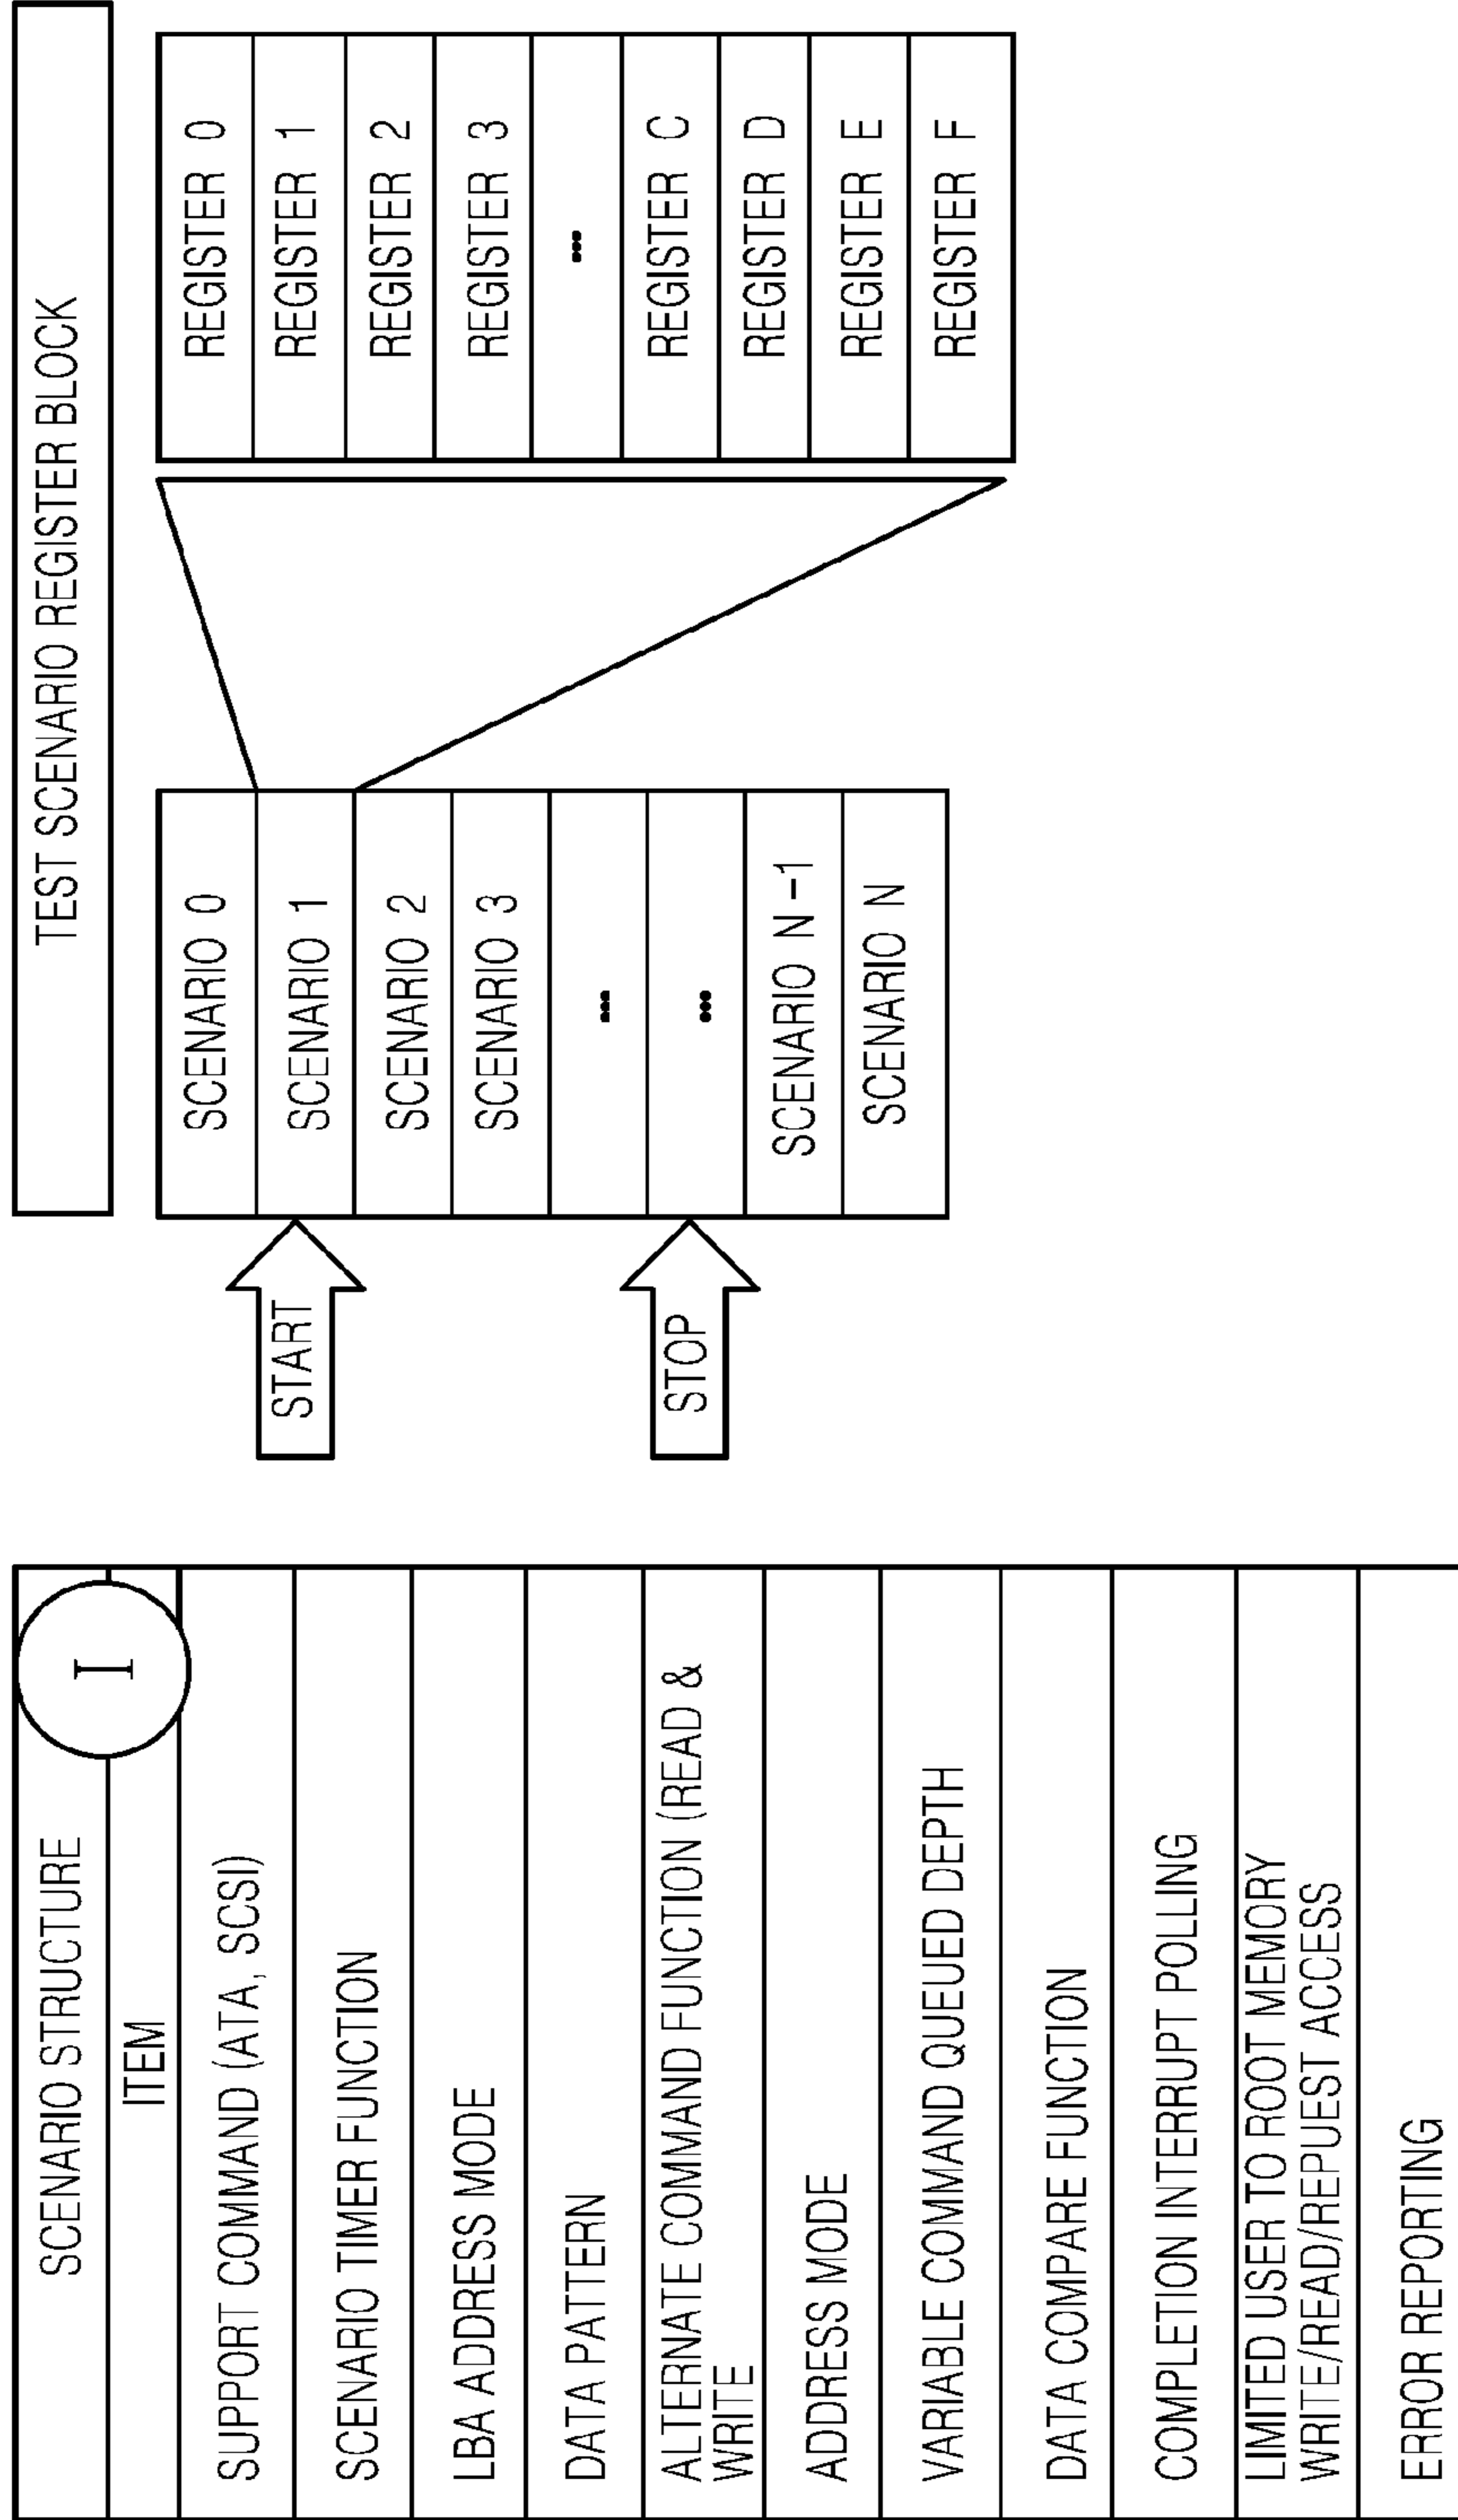 SCENARIO STRUCTURE
I
ITEM
SUPPORT COMMAND (ATA, SCSI)
SCENARIO TIMER FUNCTION
LBA ADDRESS MODE
DATA PATTERN
ALTERNATE COMMAND FUNCTION (READ &
WRITE
ADDRESS MODE
VARIABLE COMMAND QUEUED DEPTH
DATA COMPARE FUNCTION
COMPLETION INTERRUPT POLLING
LIMITED USER TO ROOT MEMORY
WRITE/READ/REPUEST ACCESS
ERROR REPORTING
TEST SCENARIO REGISTER BLOCK
START
STOP
SCENARIO 0
SCENARIO 1
SCENARIO 2
SCENARIO 3
...
...
SCENARIO N-1
SCENARIO N
REGISTER 0
REGISTER 1
REGISTER 2
REGISTER 3
...
REGISTER C
REGISTER D
REGISTER E
REGISTER F